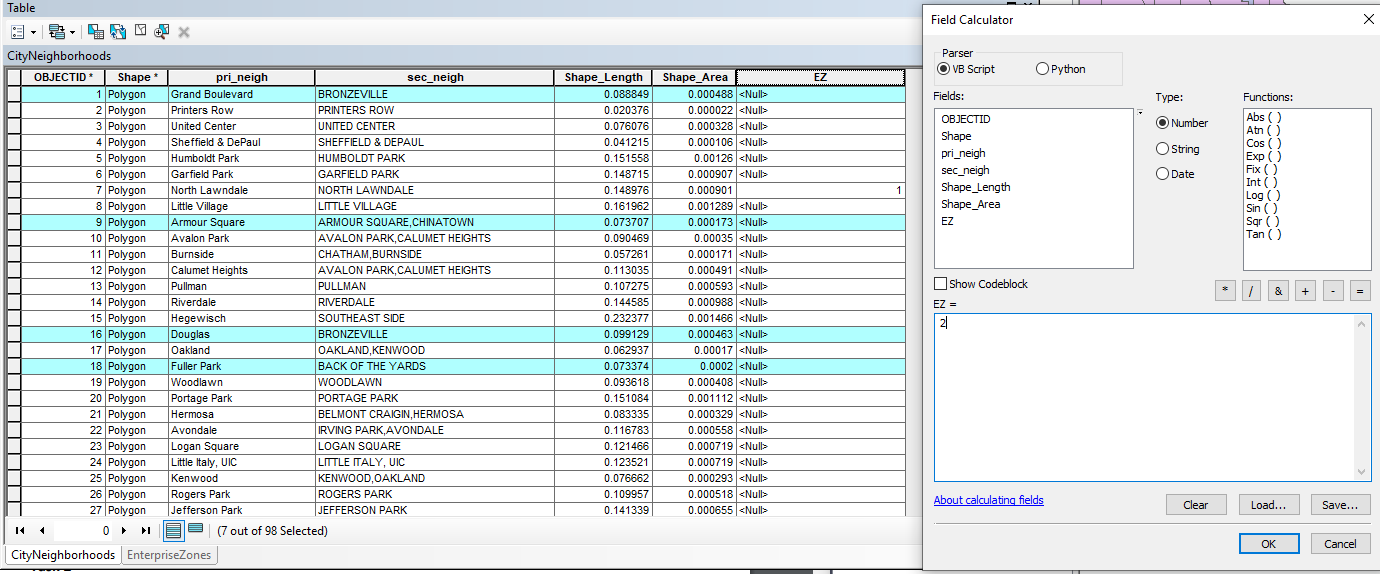 Table
CityNeighborhoods
OBJECTID * Shape * pri_neigh sec_neigh Shape_Length Shape_Area EZ
1 Polygon Grand Boulevard BRONZEVILLE 0.088849 0.000488 <Null>
2 Polygon Printers Row PRINTERS ROW 0.020376 0.000022 <Null>
3 Polygon United Center UNITED CENTER 0.076076 0.000328 <Null>
4 Polygon Sheffield & DePaul SHEFFIELD & DEPAUL 0.041215 0.000106 <Null>
5 Polygon Humboldt Park HUMBOLDT PARK 0.151558 0.00126 <Null>
6 Polygon Garfield Park GARFIELD PARK 0.148715 0.000907 <Null>
7 Polygon North Lawndale NORTH LAWNDALE 0.148976 0.000901 1
8 Polygon Little Village LITTLE VILLAGE 0.161962 0.001289 <Null>
9 Polygon Armour Square ARMOUR SQUARE,CHINATOWN 0.073707 0.000173 <Null>
10 Polygon Avalon Park AVALON PARK,CALUMET HEIGHTS 0.090469 0.00035 <Null>
11 Polygon Burnside CHATHAM,BURNSIDE 0.057261 0.000171 <Null>
12 Polygon Calumet Heights AVALON PARK,CALUMET HEIGHTS 0.113035 0.000491 <Null>
13 Polygon Pullman PULLMAN 0.107275 0.000593 <Null>
14 Polygon Riverdale RIVERDALE 0.144585 0.000988 <Null>
15 Polygon Hegewisch SOUTHEAST SIDE 0.232377 0.001466 <Null>
16 Polygon Douglas BRONZEVILLE 0.099129 0.000463 <Null>
17 Polygon Oakland OAKLAND,KENWOOD 0.062937 0.00017 <Null>
18 Polygon Fuller Park BACK OF THE YARDS 0.073374 0.0002 <Null>
19 Polygon Woodlawn WOODLAWN 0.093618 0.000408 <Null>
20 Polygon Portage Park PORTAGE PARK 0.151084 0.001112 <Null>
21 Polygon Hermosa BELMONT CRAIGIN,HERMOSA 0.083335 0.000329 <Null>
22 Polygon Avondale IRVING PARK,AVONDALE 0.116783 0.000558 <Null>
23 Polygon Logan Square LOGAN SQUARE 0.121466 0.000719 <Null>
24 Polygon Little Italy, UIC LITTLE ITALY, UIC 0.123521 0.000719 <Null>
25 Polygon Kenwood KENWOOD,OAKLAND 0.076662 0.000293 <Null>
26 Polygon Rogers Park ROGERS PARK 0.109957 0.000518 <Null>
27 Polygon Jefferson Park JEFFERSON PARK 0.141339 0.000655 <Null>
0 (7 out of 98 Selected)
CityNeighborhoods EnterpriseZones
Field Calculator
Parser
VB Script Python
Fields: Type: Functions:
OBJECTID
Shape
pri_neigh
sec_neigh
Shape_Length
Shape_Area
EZ
Number
String
Date
Abs ( )
Atn ( )
Cos ( )
Exp ( )
Fix ( )
Int ( )
Log ( )
Sin ( )
Sqr ( )
Tan ( )
Show Codeblock
* / & + - =
EZ =
2
About calculating fields Clear Load... Save...
OK Cancel